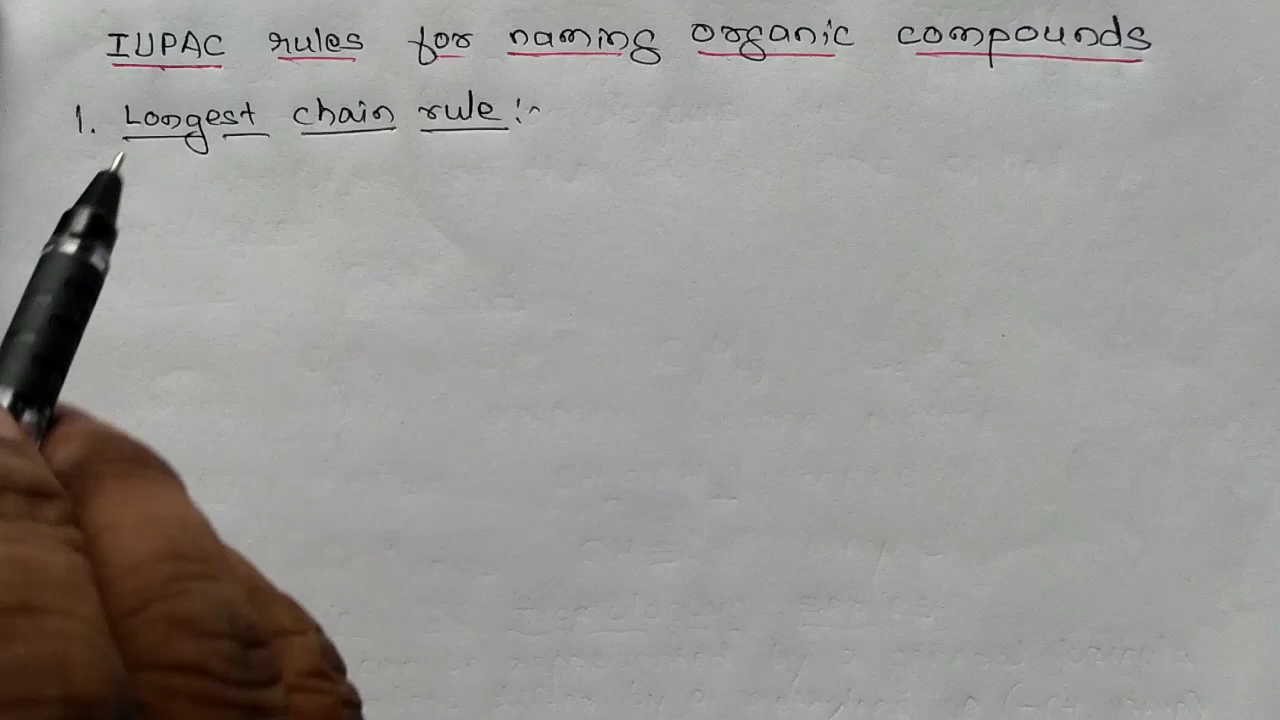 IUPAC rules for naming organic compounds
1. Longest chain rule :-